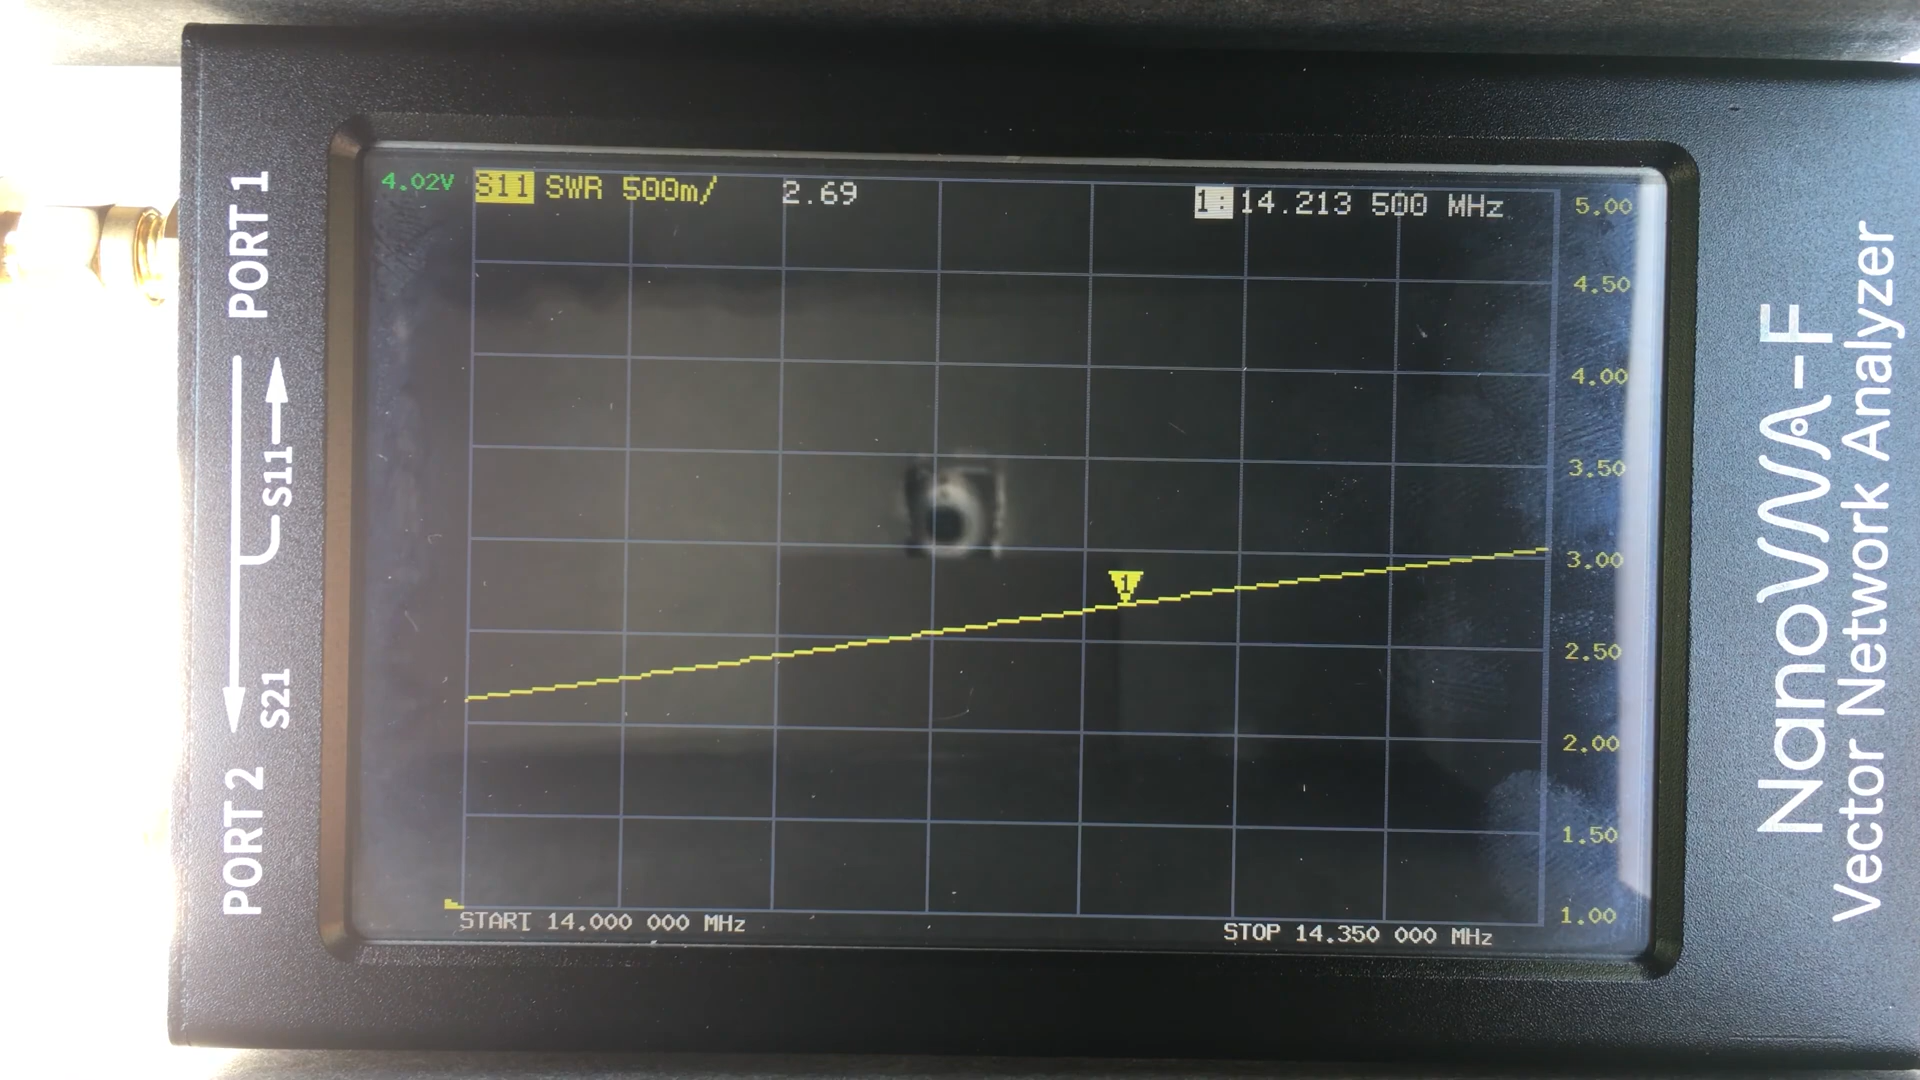 4.02V S11 SWR 500m/ 2.69 1: 14.213 500 MHz
5.00
4.50
4.00
3.50
3.00
2.50
2.00
1.50
1.00
1
START 14.000 000 MHz STOP 14.350 000 MHz
PORT 1
S11
S21
PORT 2
NanoVNA-F
Vector Network Analyzer